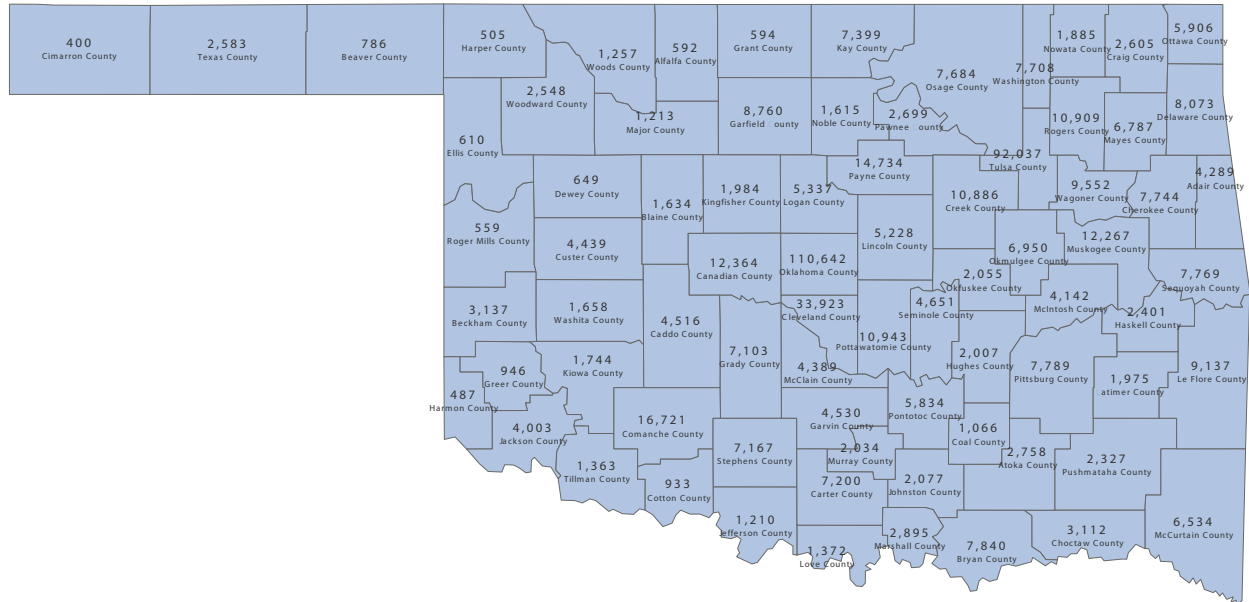 400
Cimarron County
2,583
Texas County
786
Beaver County
505
Harper County
1,257
Woods County
592
Alfalfa County
594
Grant County
7,399
Kay County
7,684
Osage County
7,708
Washington County
1,885
Nowata County
2,605
Craig County
5,906
Ottawa County
2,548
Woodward County
1,213
Major County
8,760
Garfield ounty
1,615
Noble County
2,699
Pawnee ounty
10,909
Rogers County
6,787
Mayes County
8,073
Delaware County
610
Ellis County
649
Dewey County
1,634
Blaine County
1,984
Kingfisher County
5,337
Logan County
14,734
Payne County
92,037
Tulsa County
10,886
Creek County
9,552
Wagoner County
7,744
Cherokee County
4,289
Adair County
559
Roger Mills County
4,439
Custer County
12,364
Canadian County
110,642
Oklahoma County
5,228
Lincoln County
6,950
Okmulgee County
12,267
Muskogee County
7,769
Sequoyah County
3,137
Beckham County
1,658
Washita County
4,516
Caddo County
33,923
Cleveland County
10,943
Pottawatomie County
4,651
Seminole County
2,055
Okfuskee County
4,142
McIntosh County
2,401
Haskell County
946
Greer County
1,744
Kiowa County
7,103
Grady County
4,389
McClain County
2,007
Hughes County
7,789
Pittsburg County
1,975
atimer County
9,137
Le Flore County
487
Harmon County
4,003
Jackson County
16,721
Comanche County
4,530
Garvin County
5,834
Pontotoc County
1,066
Coal County
1,363
Tillman County
933
Cotton County
7,167
Stephens County
2,034
Murray County
2,758
Atoka County
2,327
Pushmataha County
7,200
Carter County
2,077
Johnston County
1,210
Jefferson County
1,372
Love County
2,895
Marshall County
7,840
Bryan County
3,112
Choctaw County
6,534
McCurtain County